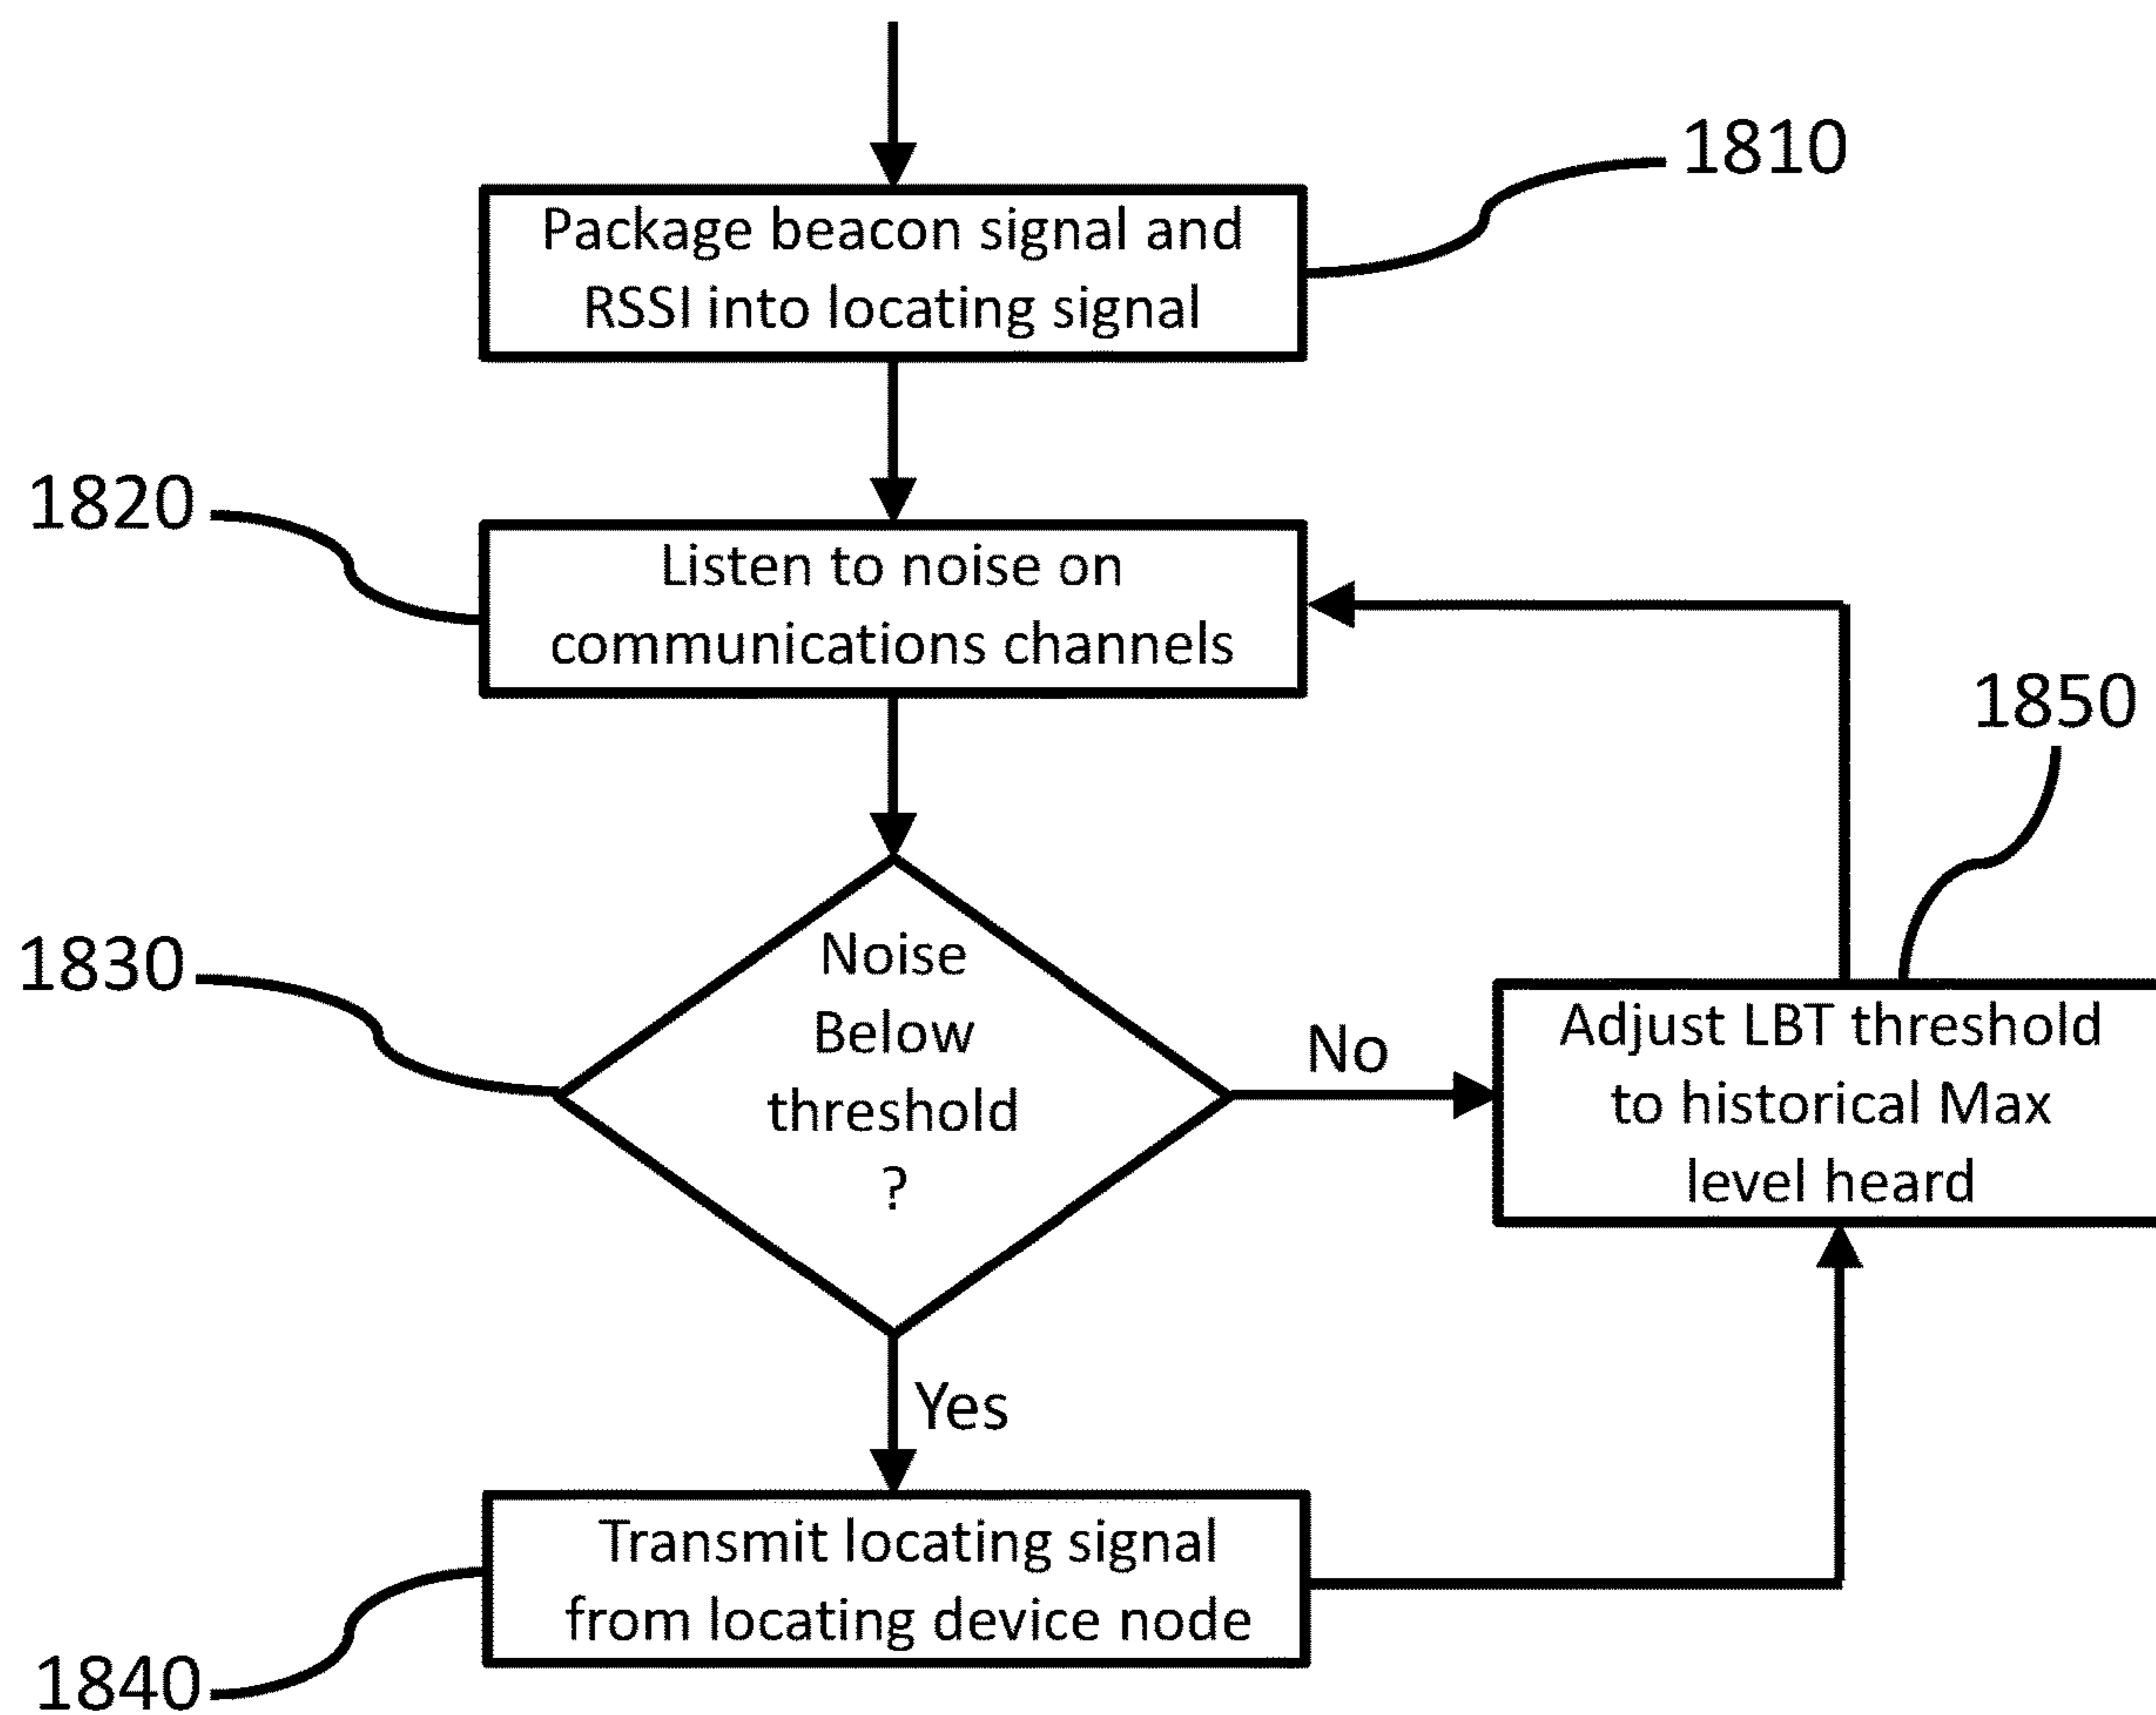 1810
Package beacon signal and
RSSI into locating signal
1820
Listen to noise on
communications channels
1850
1830
Noise
Below
threshold
?
No
Adjust LBT threshold
to historical Max
level heard
Yes
Transmit locating signal
from locating device node
1840